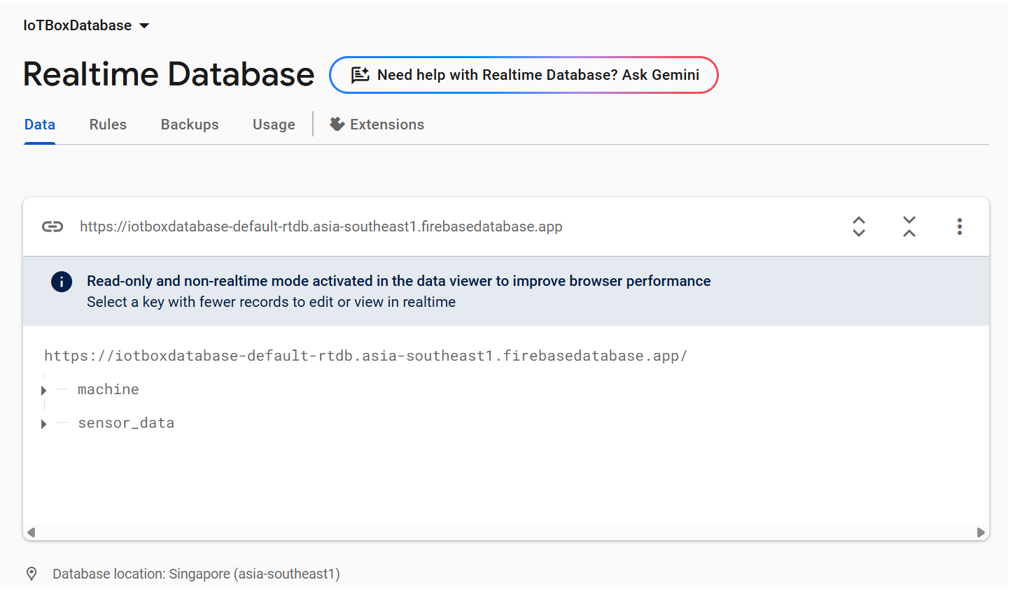 IoTBoxDatabase
Realtime Database
Need help with Realtime Database? Ask Gemini
Data Rules Backups Usage Extensions
https://iotboxdatabase-default-rtdb.asia-southeast1.firebasedatabase.app
Read-only and non-realtime mode activated in the data viewer to improve browser performance
Select a key with fewer records to edit or view in realtime
https://iotboxdatabase-default-rtdb.asia-southeast1.firebasedatabase.app/
machine
sensor_data
Database location: Singapore (asia-southeast1)